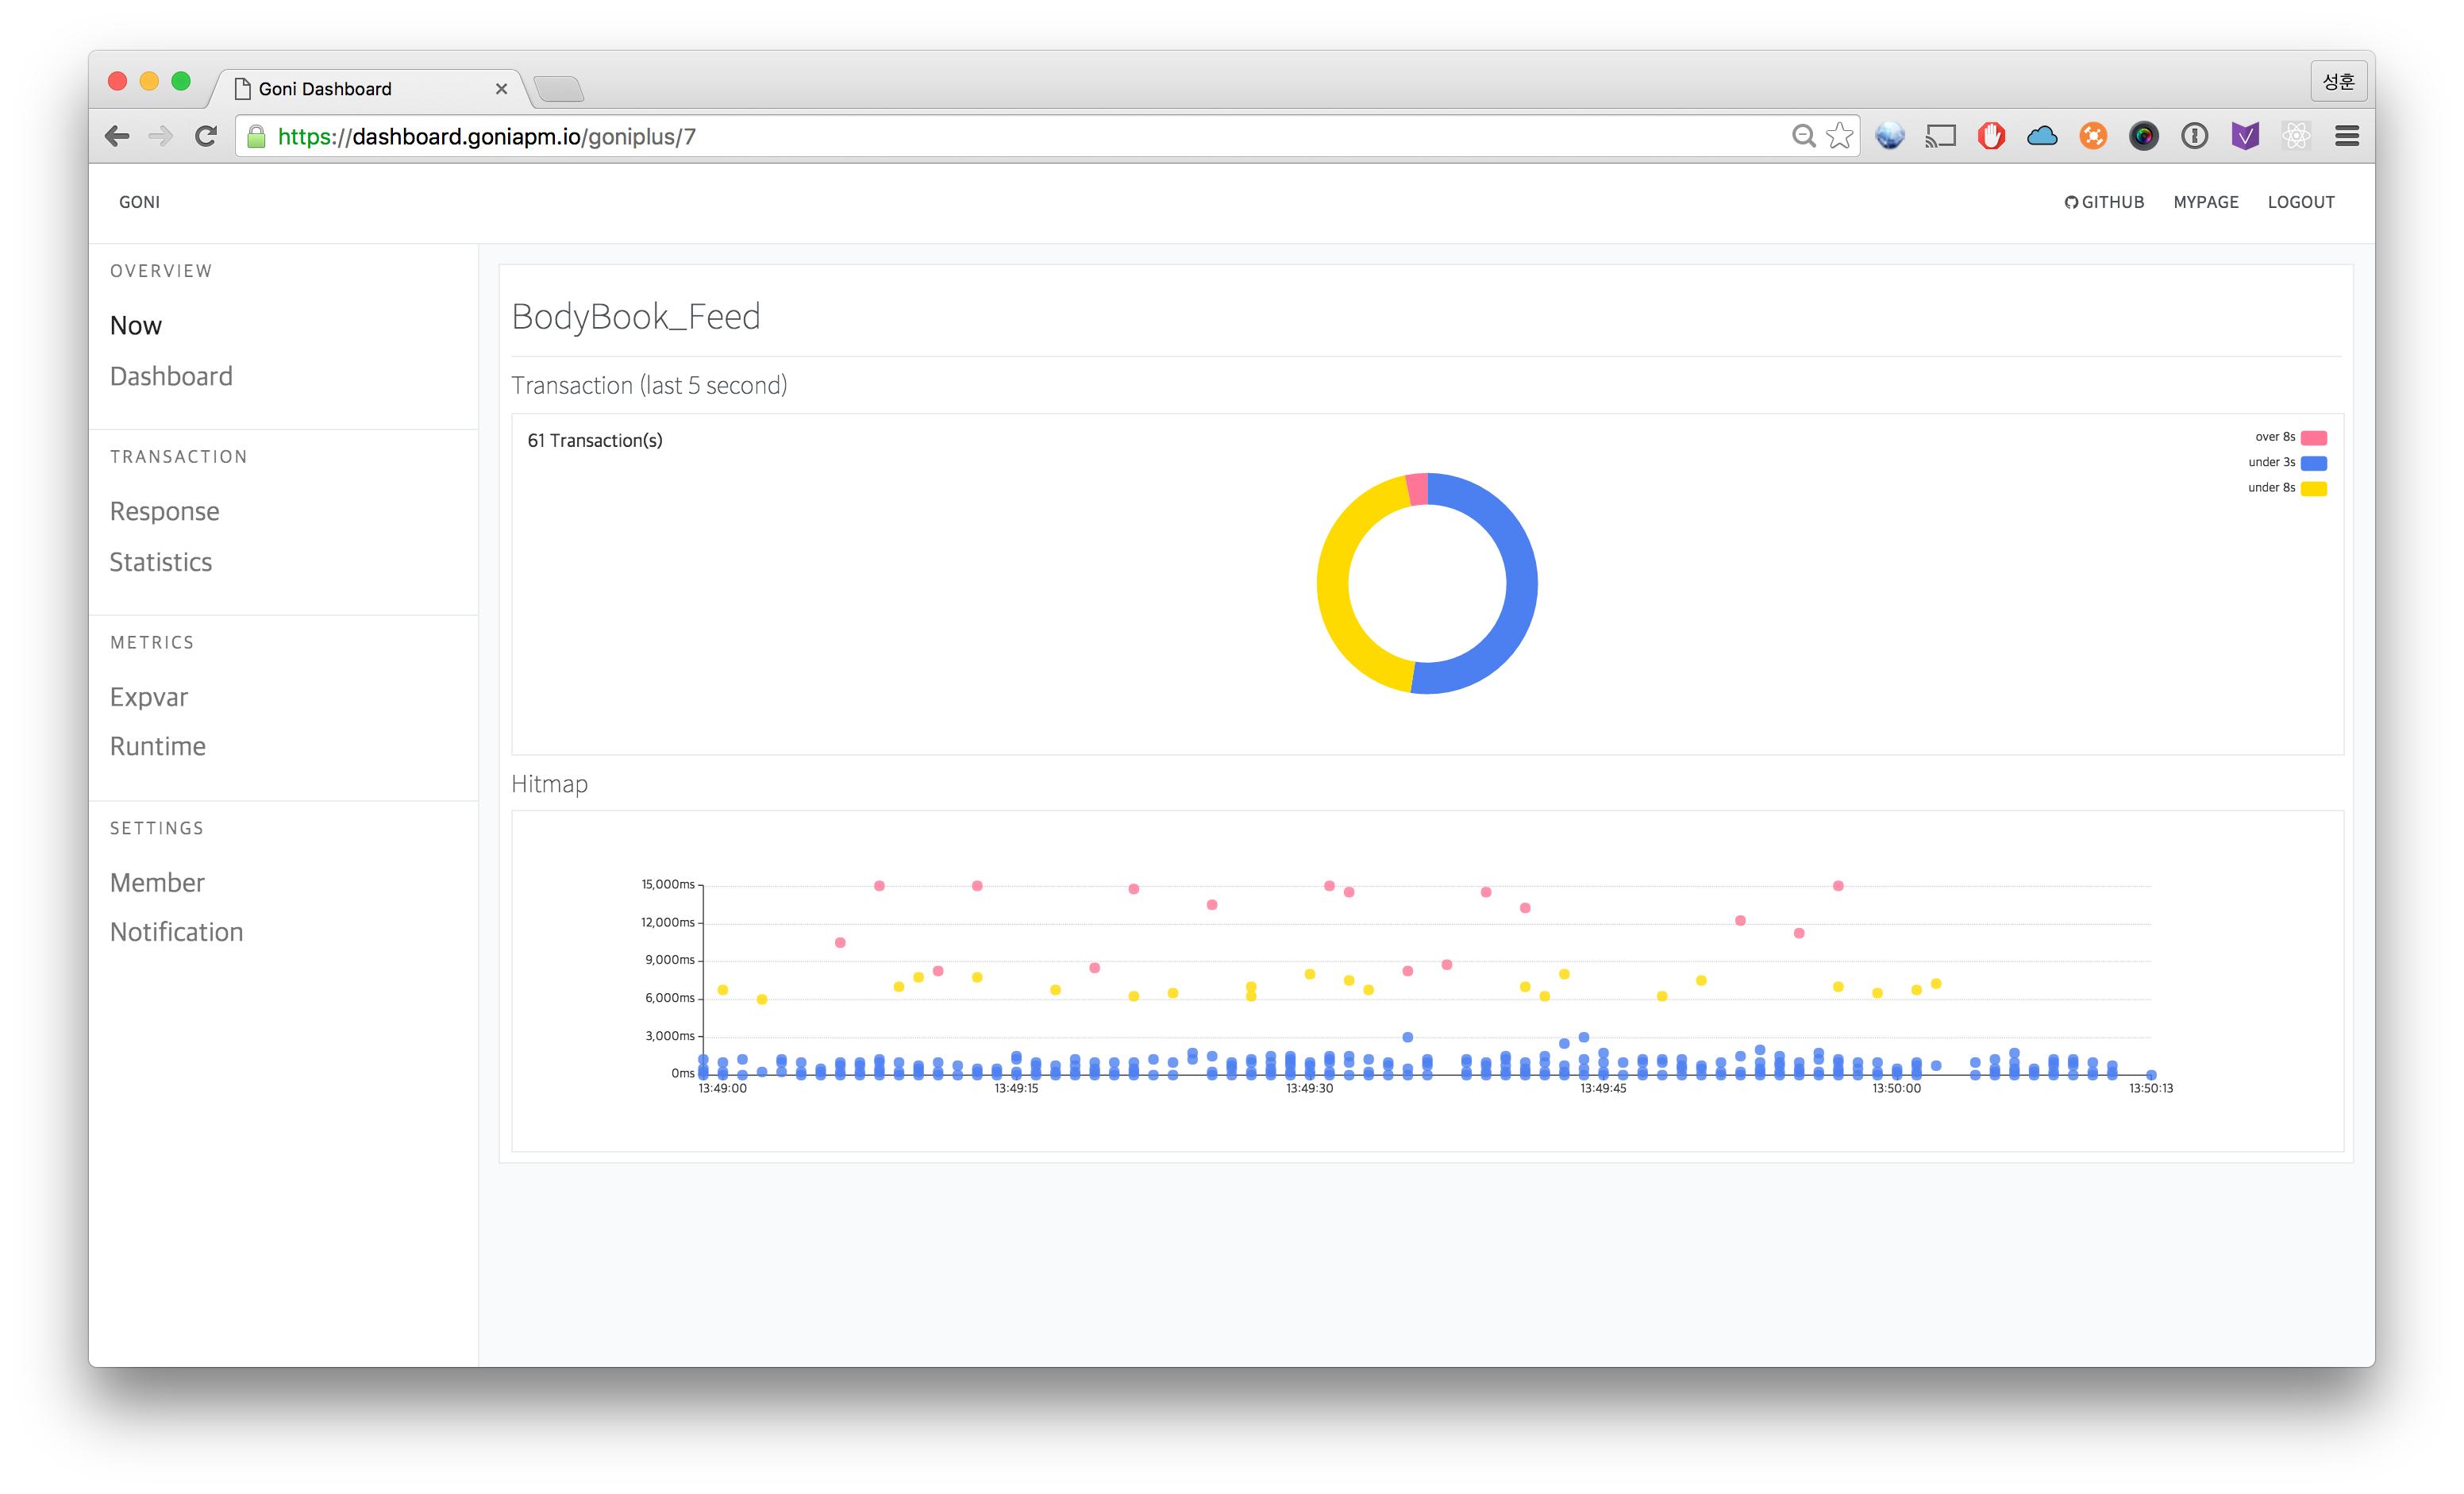 Goni Dashboard
성훈
https://dashboard.goniapm.io/goniplus/7
GONI
GITHUB MYPAGE LOGOUT
OVERVIEW
Now
Dashboard
TRANSACTION
Response
Statistics
METRICS
Expvar
Runtime
SETTINGS
Member
Notification
BodyBook_Feed
Transaction (last 5 second)
61 Transaction(s)
over 8s
under 3s
under 8s
Hitmap
15,000ms
12,000ms
9,000ms
6,000ms
3,000ms
0ms
13:49:00 13:49:15 13:49:30 13:49:45 13:50:00 13:50:13